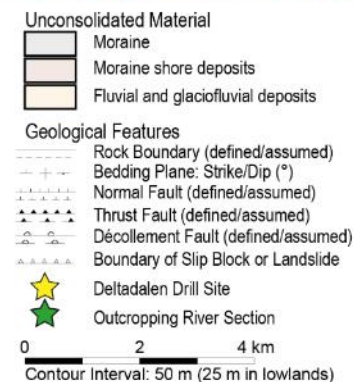 Unconsolidated Material
Moraine
Moraine shore deposits
Fluvial and glaciofluvial deposits
Geological Features
Rock Boundary (defined/assumed)
Bedding Plane: Strike/Dip (°)
Normal Fault (defined/assumed)
Thrust Fault (defined/assumed)
Décollement Fault (defined/assumed)
Boundary of Slip Block or Landslide
Deltadalen Drill Site
Outcropping River Section
0 2 4 km
Contour Interval: 50 m (25 m in lowlands)